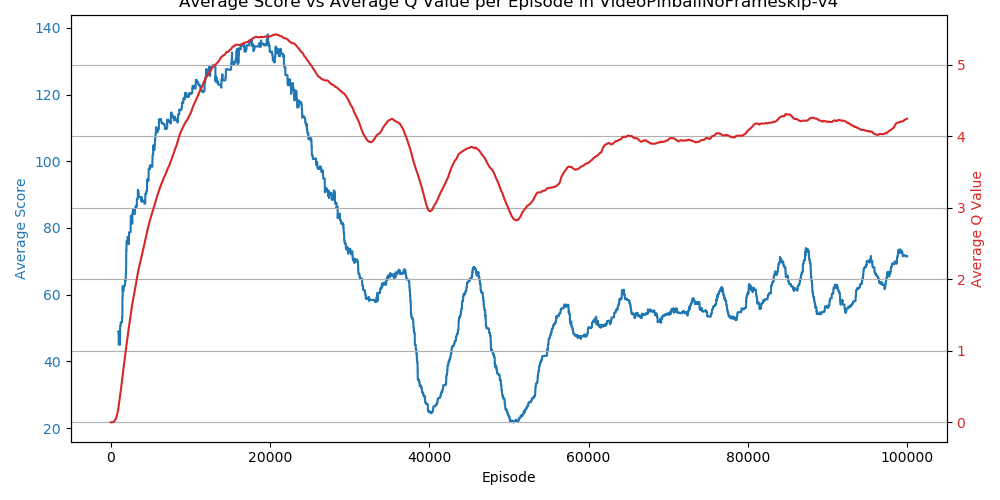 Average Score vs Average Q Value per Episode in VideoPinballNoFrameskip-v4
140
120
100
80
60
40
20
Average Score
5
4
3
2
1
0
Average Q Value
0 20000 40000 60000 80000 100000
Episode